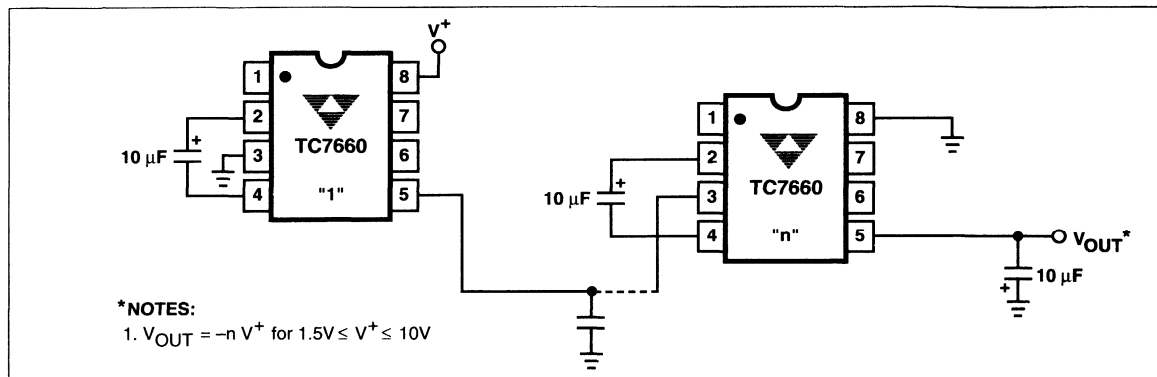 V+
1
8
2
7
3
6
4
5
+
10 µF
TC7660
"1"
1
8
2
7
3
6
4
5
+
10 µF
TC7660
"n"
VOUT*
+
10 µF
*NOTES:
1. VOUT = –n V+ for 1.5V ≤ V+ ≤ 10V